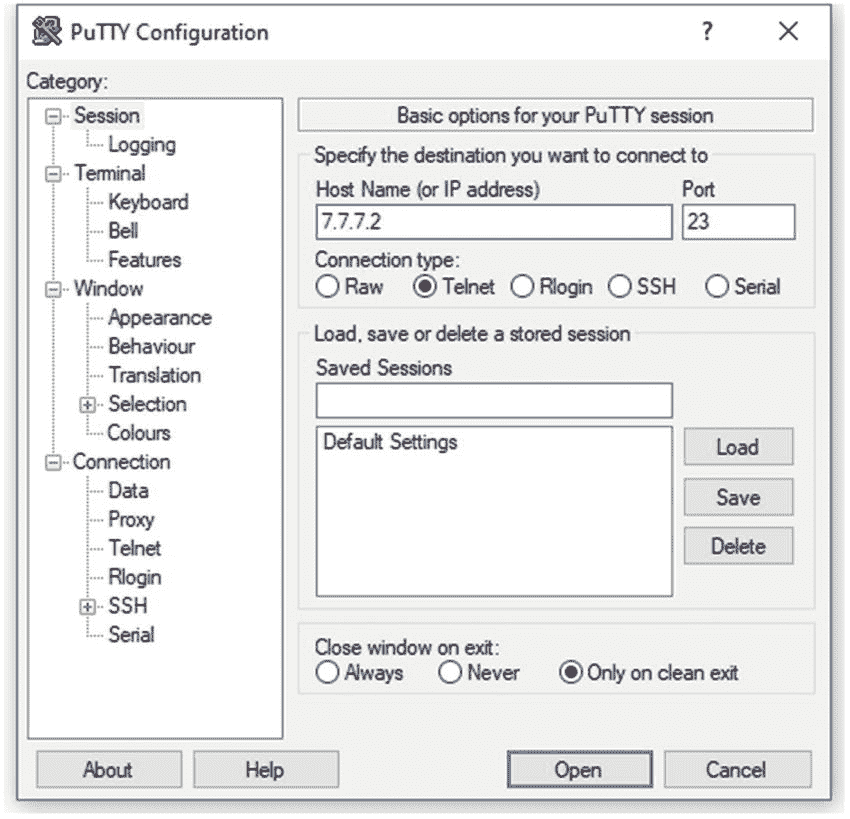 PuTTY Configuration
?
Category:
Session
Logging
Terminal
Keyboard
Bell
Features
Window
Appearance
Behaviour
Translation
Selection
Colours
Connection
Data
Proxy
Telnet
Rlogin
SSH
Serial
Basic options for your PuTTY session
Specify the destination you want to connect to
Host Name (or IP address) Port
7.7.7.2 23
Connection type:
Raw Telnet Rlogin SSH Serial
Load, save or delete a stored session
Saved Sessions
Default Settings
Load
Save
Delete
Close window on exit:
Always Never Only on clean exit
About Help Open Cancel